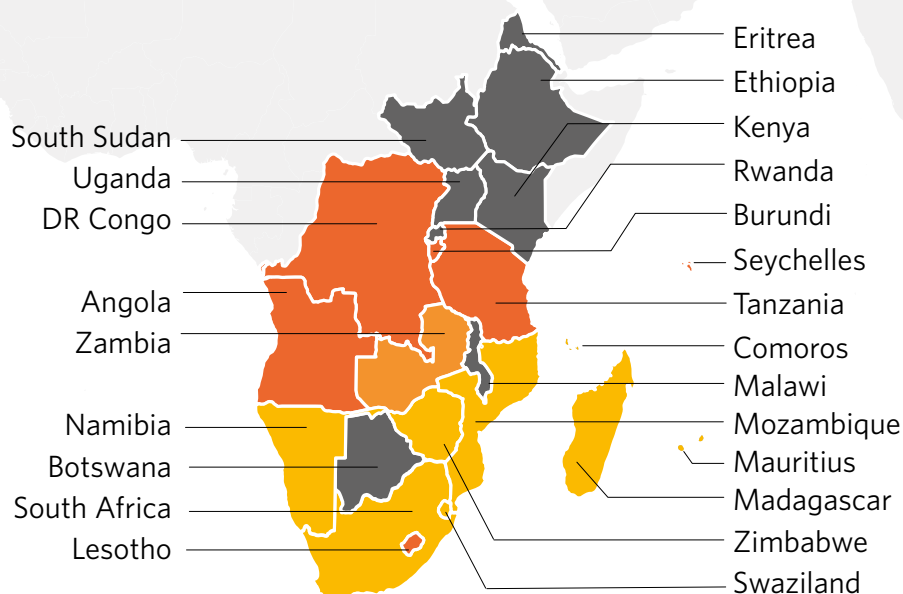 South Sudan
Uganda
DR Congo
Angola
Zambia
Namibia
Botswana
South Africa
Lesotho
Eritrea
Ethiopia
Kenya
Rwanda
Burundi
Seychelles
Tanzania
Comoros
Malawi
Mozambique
Mauritius
Madagascar
Zimbabwe
Swaziland